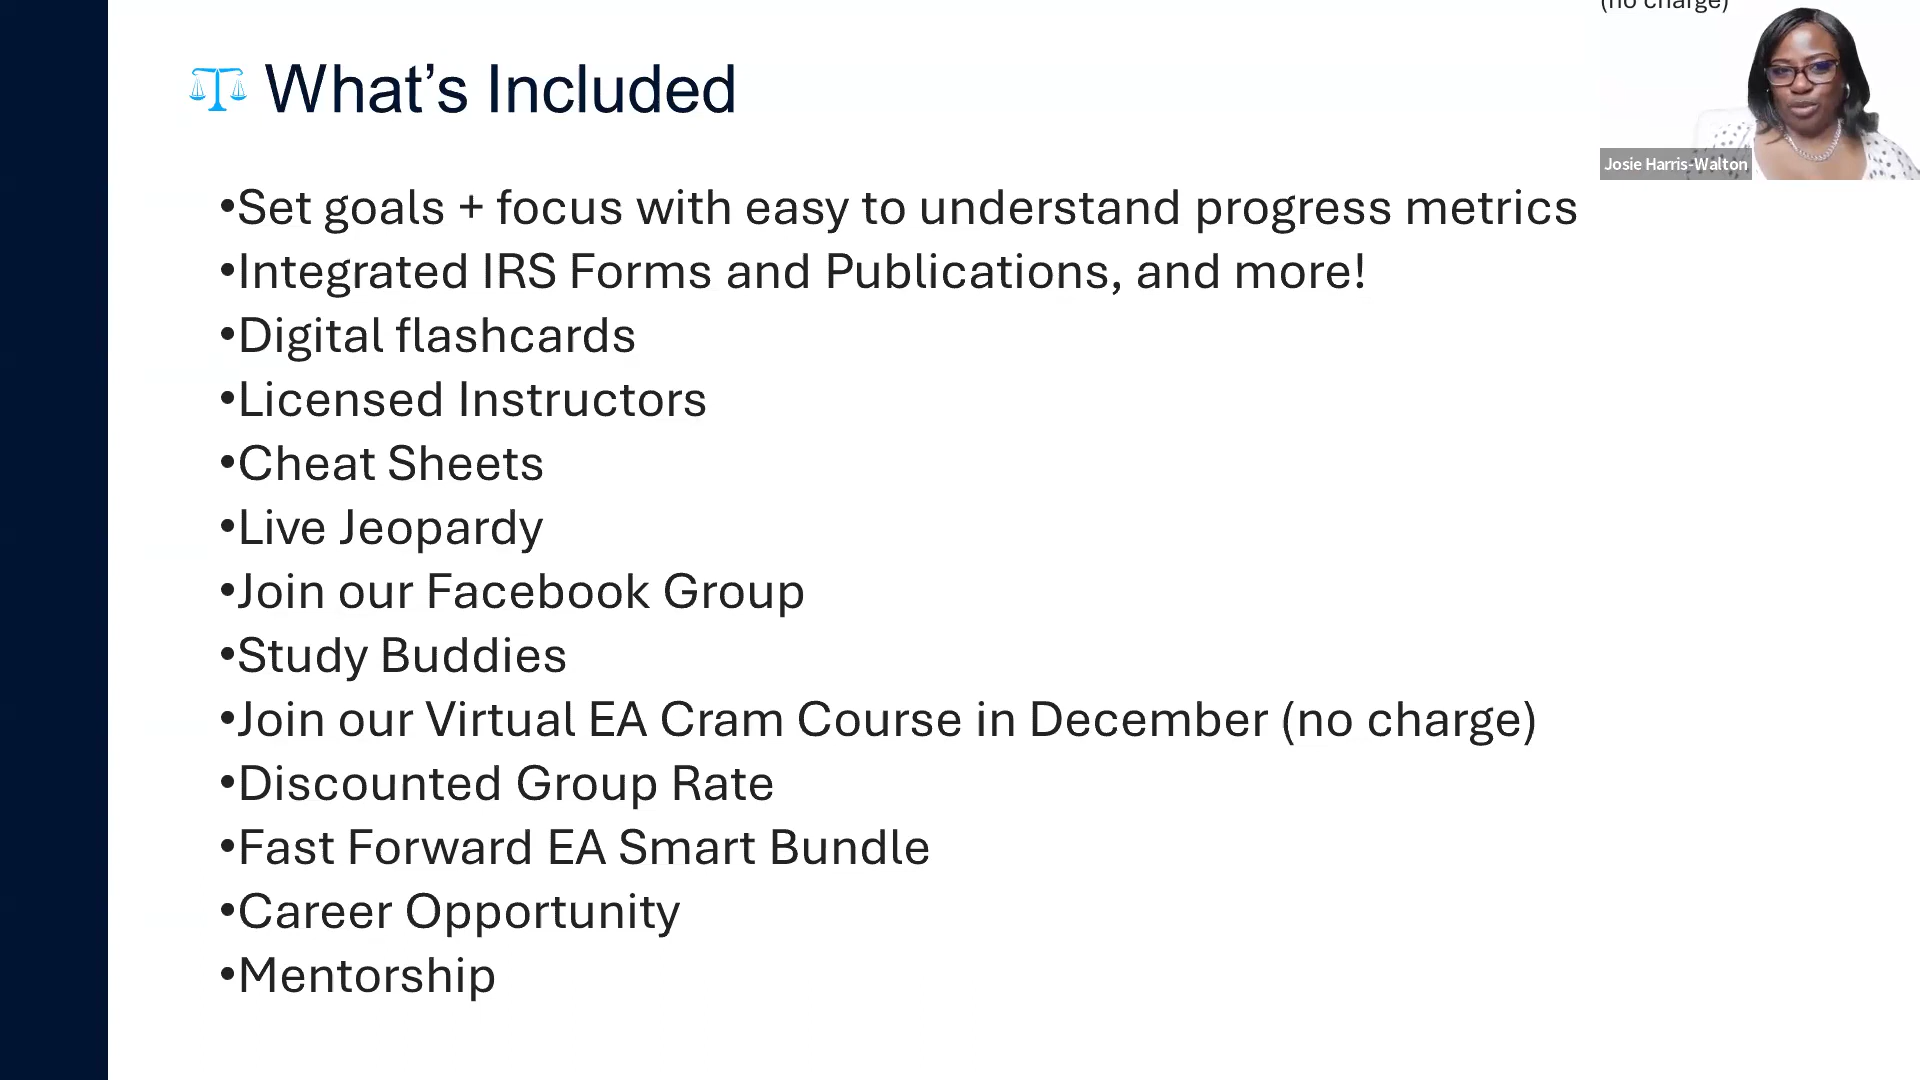 (no charge)
What’s Included
Josie Harris-Walton
•Set goals + focus with easy to understand progress metrics
•Integrated IRS Forms and Publications, and more!
•Digital flashcards
•Licensed Instructors
•Cheat Sheets
•Live Jeopardy
•Join our Facebook Group
•Study Buddies
•Join our Virtual EA Cram Course in December (no charge)
•Discounted Group Rate
•Fast Forward EA Smart Bundle
•Career Opportunity
•Mentorship